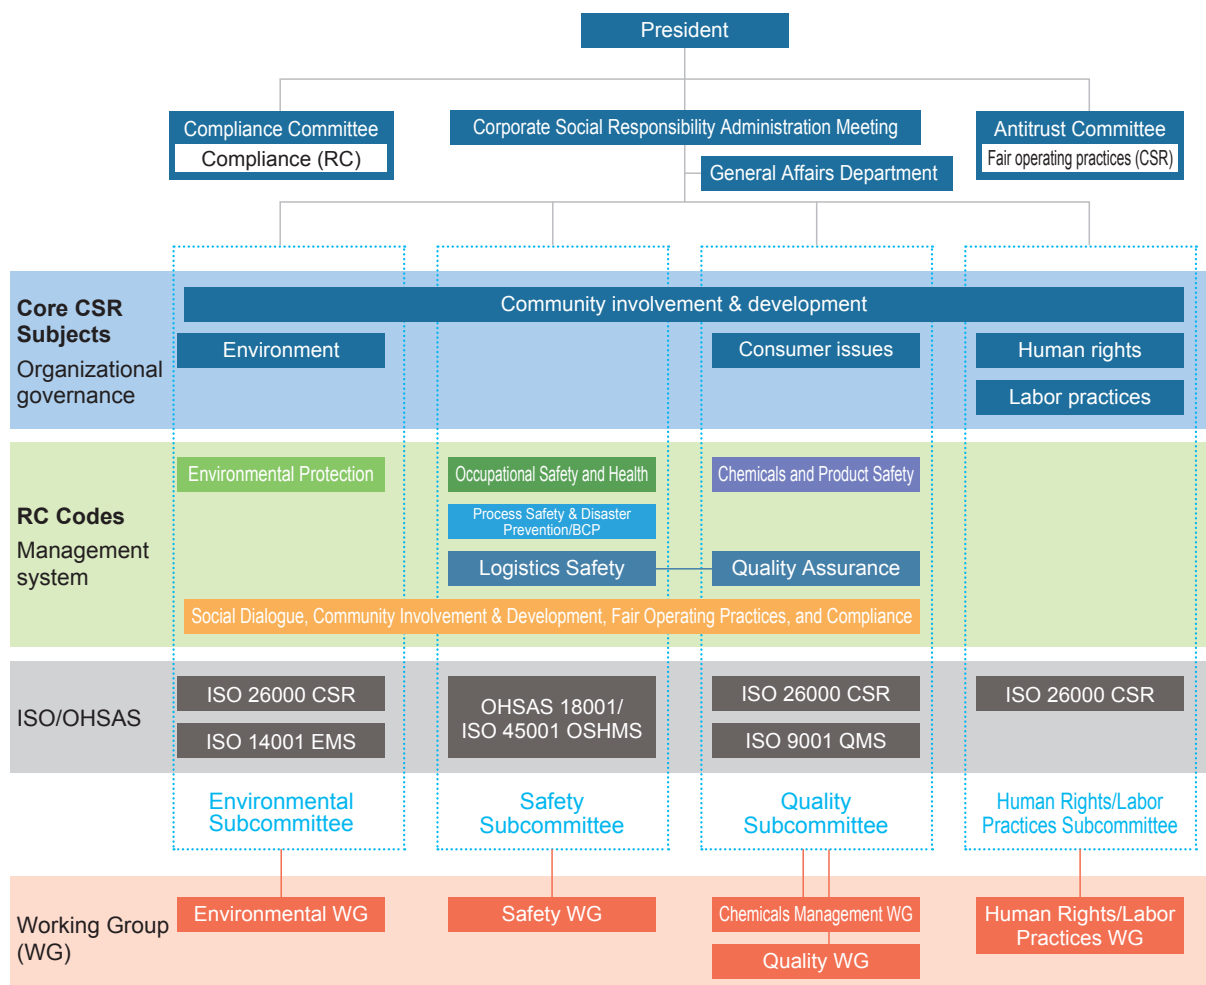 President
Compliance Committee
Compliance (RC)
Corporate Social Responsibility Administration Meeting
Antitrust Committee
Fair operating practices (CSR)
General Affairs Department
Core CSR
Subjects
Organizational
governance
Community involvement & development
Environment
Consumer issues
Human rights
Labor practices
RC Codes
Management
system
Environmental Protection
Occupational Safety and Health
Chemicals and Product Safety
Process Safety & Disaster
Prevention/BCP
Logistics Safety
Quality Assurance
Social Dialogue, Community Involvement & Development, Fair Operating Practices, and Compliance
ISO/OHSAS
ISO 26000 CSR
ISO 14001 EMS
OHSAS 18001/
ISO 45001 OSHMS
ISO 26000 CSR
ISO 9001 QMS
ISO 26000 CSR
Environmental
Subcommittee
Safety
Subcommittee
Quality
Subcommittee
Human Rights/Labor
Practices Subcommittee
Working Group
(WG)
Environmental WG
Safety WG
Chemicals Management WG
Quality WG
Human Rights/Labor
Practices WG